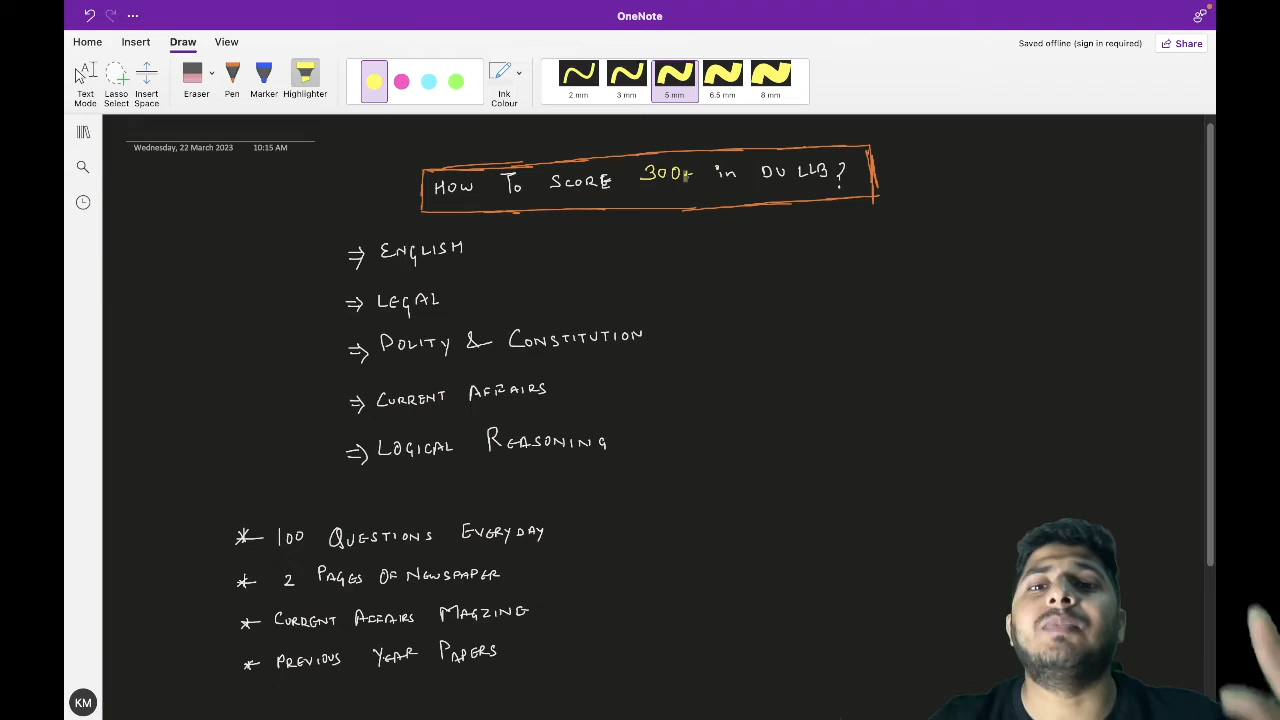 OneNote
Home Insert Draw View
Saved offline (sign in required) Share
Text Mode
Lasso Select
Insert Space
Eraser
Pen
Marker
Highlighter
Ink Colour
2 mm
3 mm
5 mm
6.5 mm
8 mm
Wednesday, 22 March 2023 10:15 AM
HOW TO SCORE 300+ in DU LLB?
⇒ ENGLISH
⇒ LEGAL
⇒ POLITY & CONSTITUTION
⇒ CURRENT AFFAIRS
⇒ LOGICAL REASONING
* 100 QUESTIONS EVERYDAY
* 2 PAGES OF NEWSPAPER
* CURRENT AFFAIRS MAGZINE
* PREVIOUS YEAR PAPERS
KM